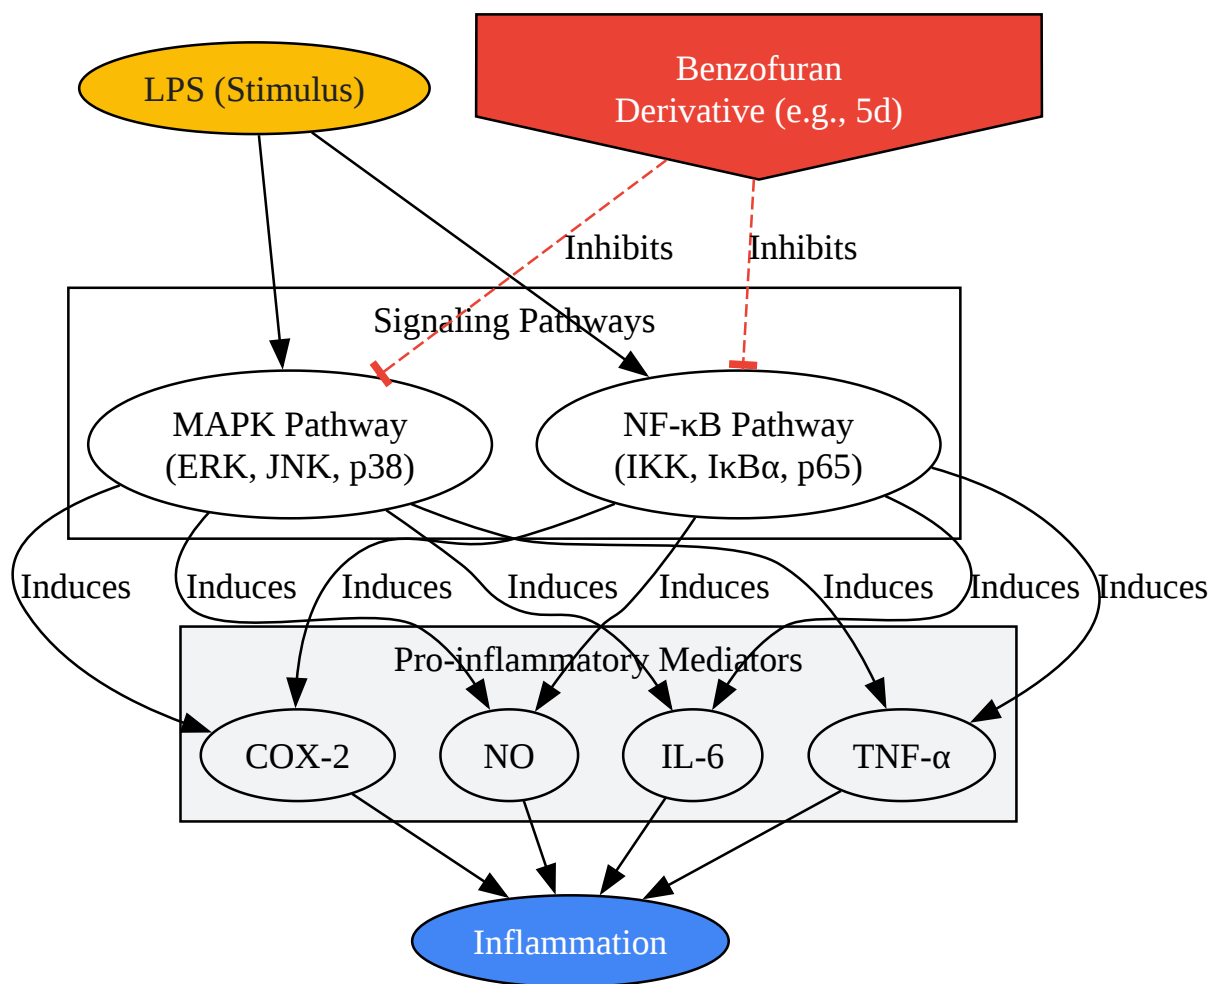 LPS (Stimulus)
Benzofuran
Derivative (e.g., 5d)
Inhibits
Inhibits
Signaling Pathways
MAPK Pathway
(ERK, JNK, p38)
NF-κB Pathway
(IKK, IκBα, p65)
Induces
Induces
Induces
Induces
Induces
Induces
Induces
Induces
Pro-inflammatory Mediators
COX-2
NO
IL-6
TNF-α
Inflammation